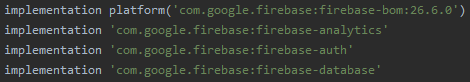 implementation platform('com.google.firebase:firebase-bom:26.6.0')
implementation 'com.google.firebase:firebase-analytics'
implementation 'com.google.firebase:firebase-auth'
implementation 'com.google.firebase:firebase-database'